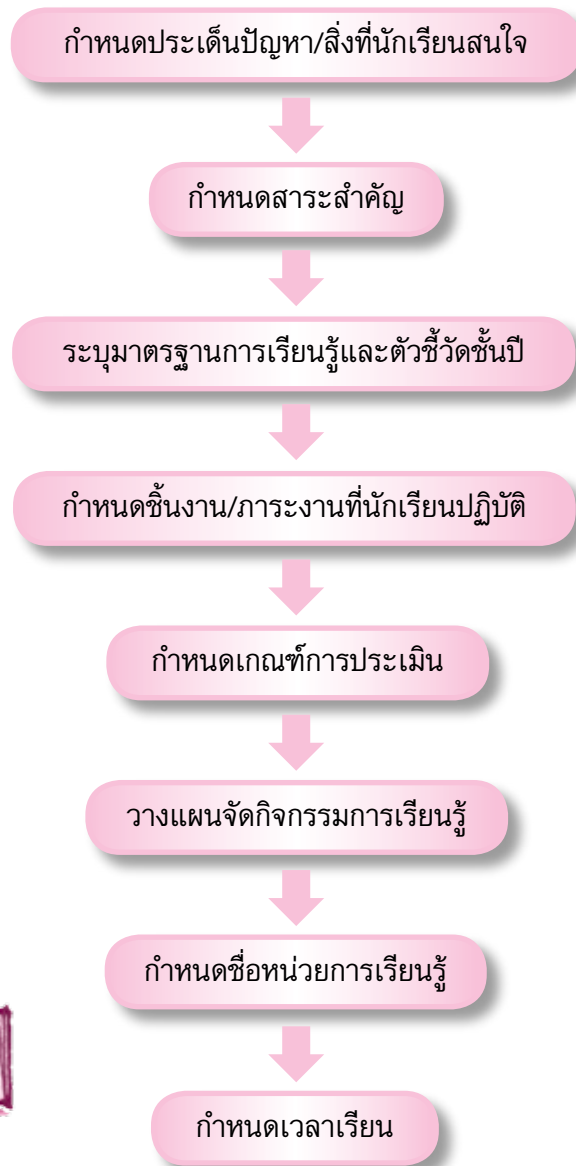 กำหนดประเด็นปัญหา/สิ่งที่นักเรียนสนใจ
กำหนดสาระสำคัญ
ระบุมาตรฐานการเรียนรู้และตัวชี้วัดชั้นปี
กำหนดชิ้นงาน/ภาระงานที่นักเรียนปฏิบัติ
กำหนดเกณฑ์การประเมิน
วางแผนจัดกิจกรรมการเรียนรู้
กำหนดชื่อหน่วยการเรียนรู้
กำหนดเวลาเรียน